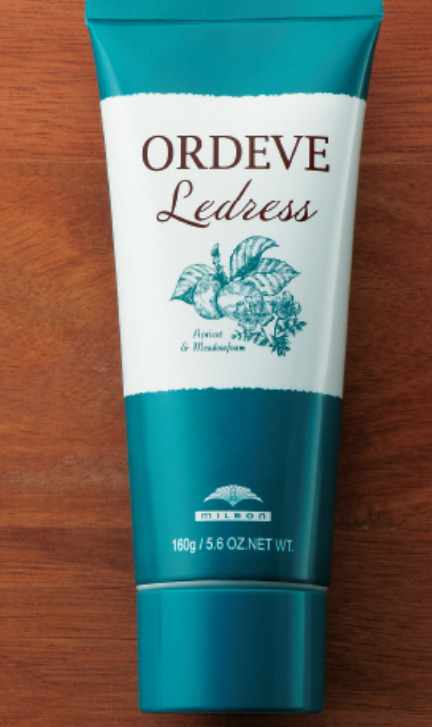 ORDEVE
Ledress
Apricot
& Meadowfoam
MILBON
160g / 5.6 OZ.NET WT.